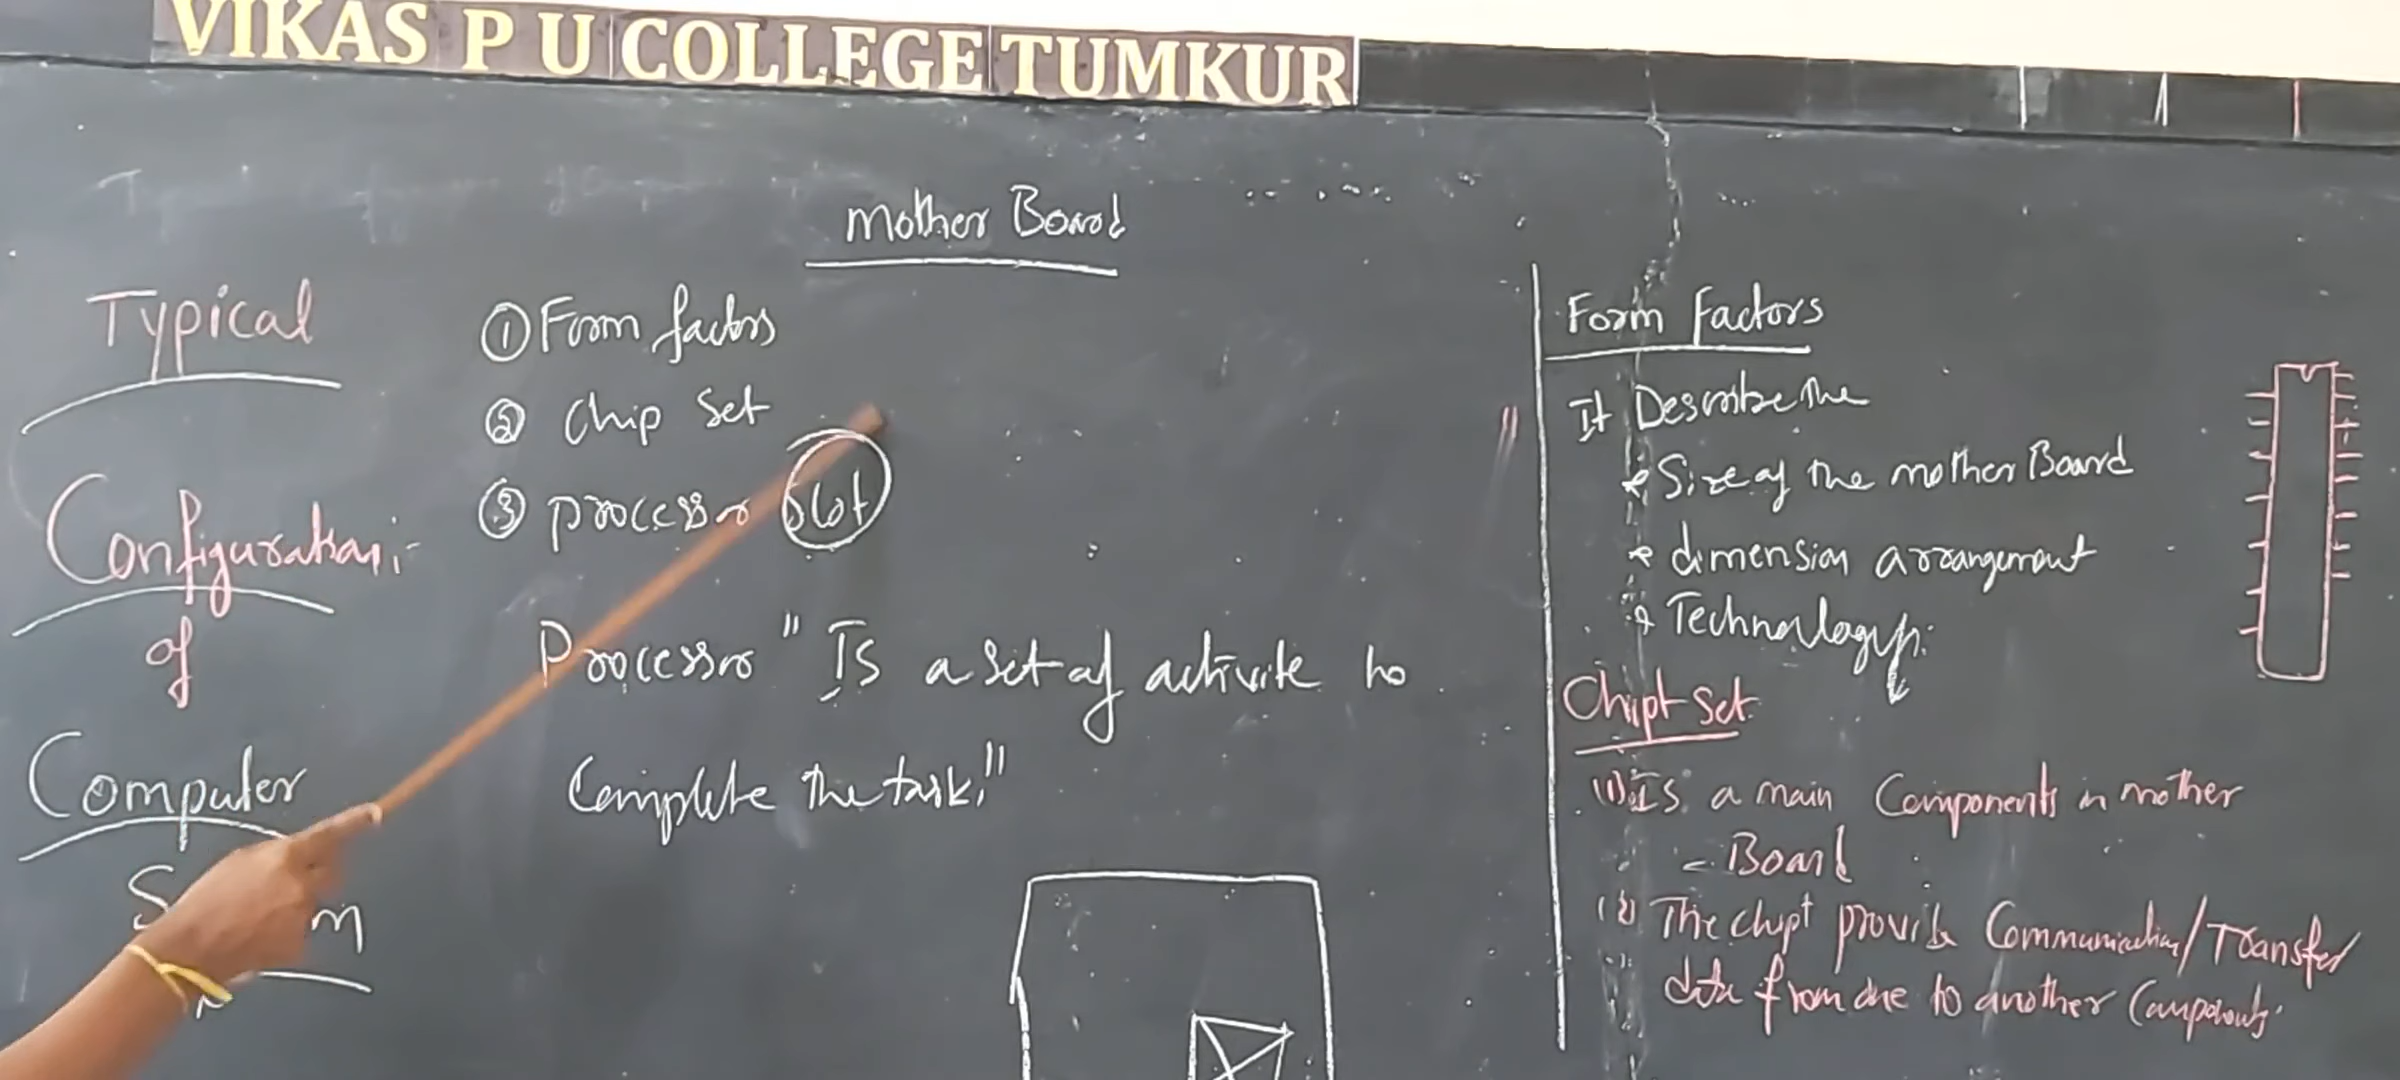 VIKAS P U COLLEGE TUMKUR
Mother Board
Typical
Configuration:-
of
Computer
① Form factors
② Chip Set
③ processor slot
Processor "Is a set of activite to
Complete the task."
Form Factors
It Describe the
* Size of the mother Board
* dimension arrangement
* Technology
Chipt Set
(1) Is a main Components in mother
- Board
(2) The chipt provide Communication/Transfer
data from one to another Components